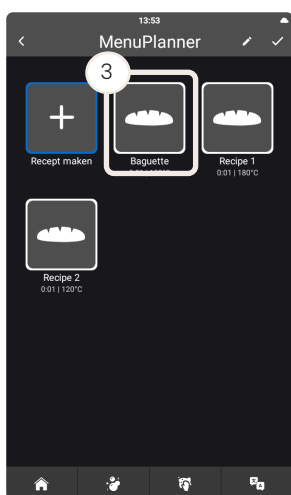 13:53
MenuPlanner
3
Recept maken
Baguette
Recipe 1
0:01 | 180°C
Recipe 2
0:01 | 120°C